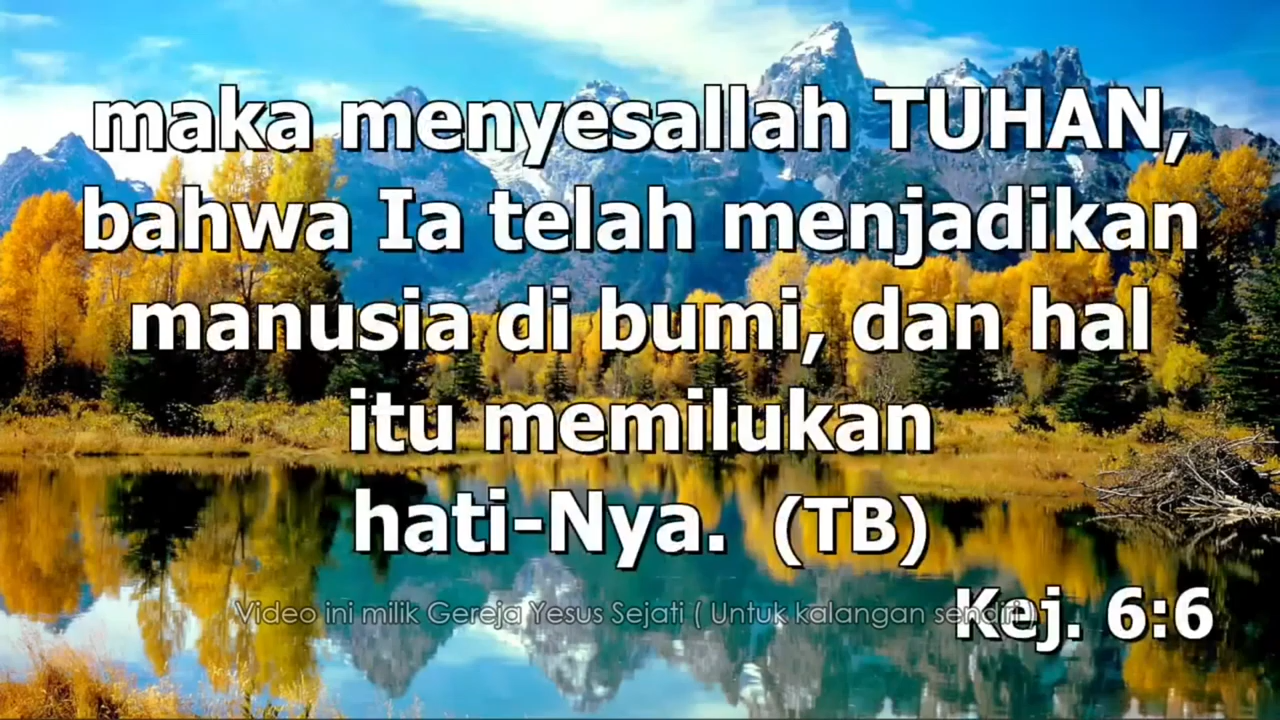 maka menyesallah TUHAN,
bahwa Ia telah menjadikan
manusia di bumi, dan hal
itu memilukan
hati-Nya. (TB)
Kej. 6:6
Video ini milik Gereja Yesus Sejati ( Untuk kalangan sendiri )